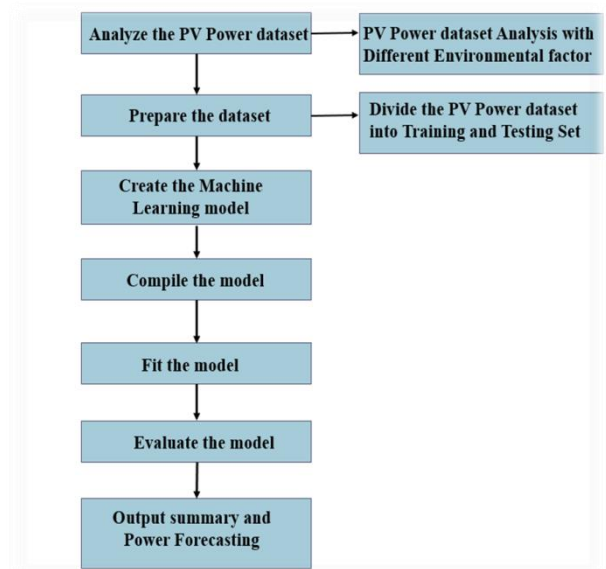 Analyze the PV Power dataset
PV Power dataset Analysis with
Different Environmental factor
Prepare the dataset
Divide the PV Power dataset
into Training and Testing Set
Create the Machine
Learning model
Compile the model
Fit the model
Evaluate the model
Output summary and
Power Forecasting